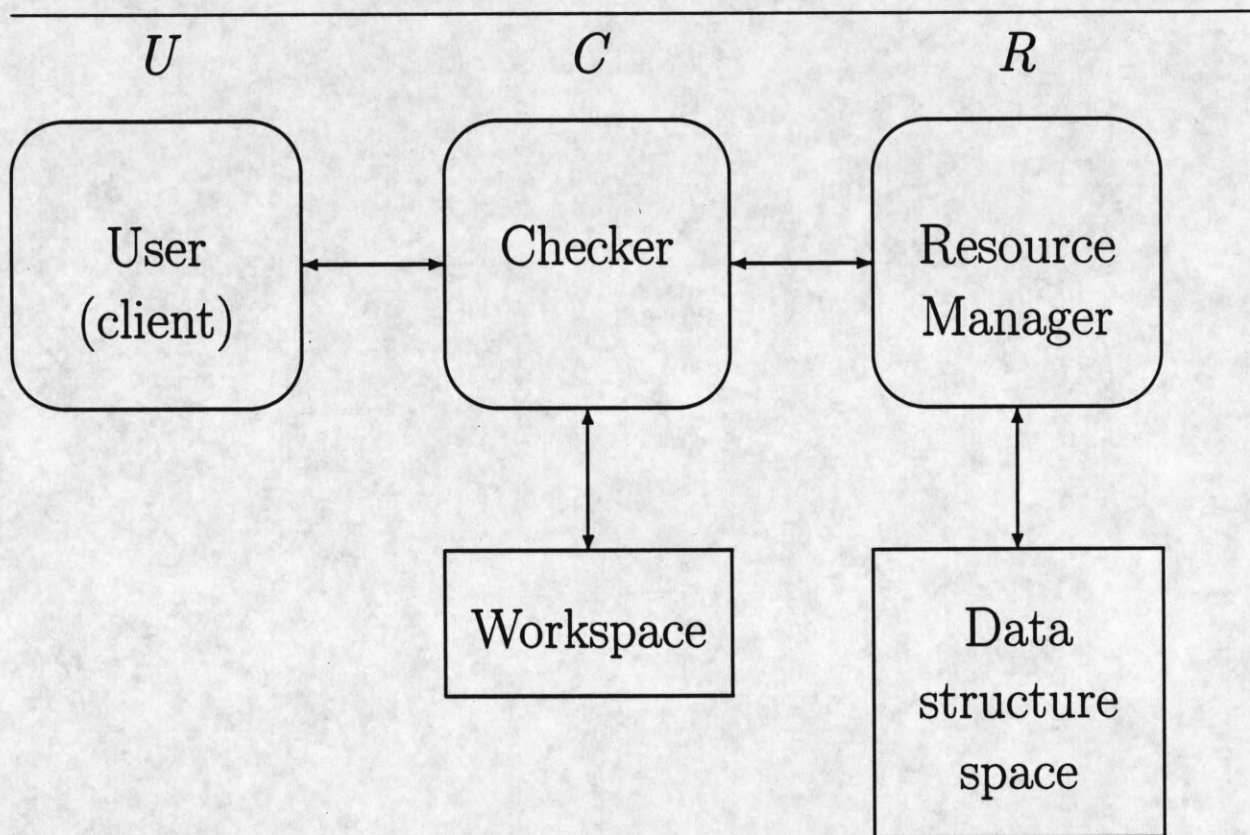 U
C
R
User
(client)
Checker
Resource
Manager
Workspace
Data
structure
space